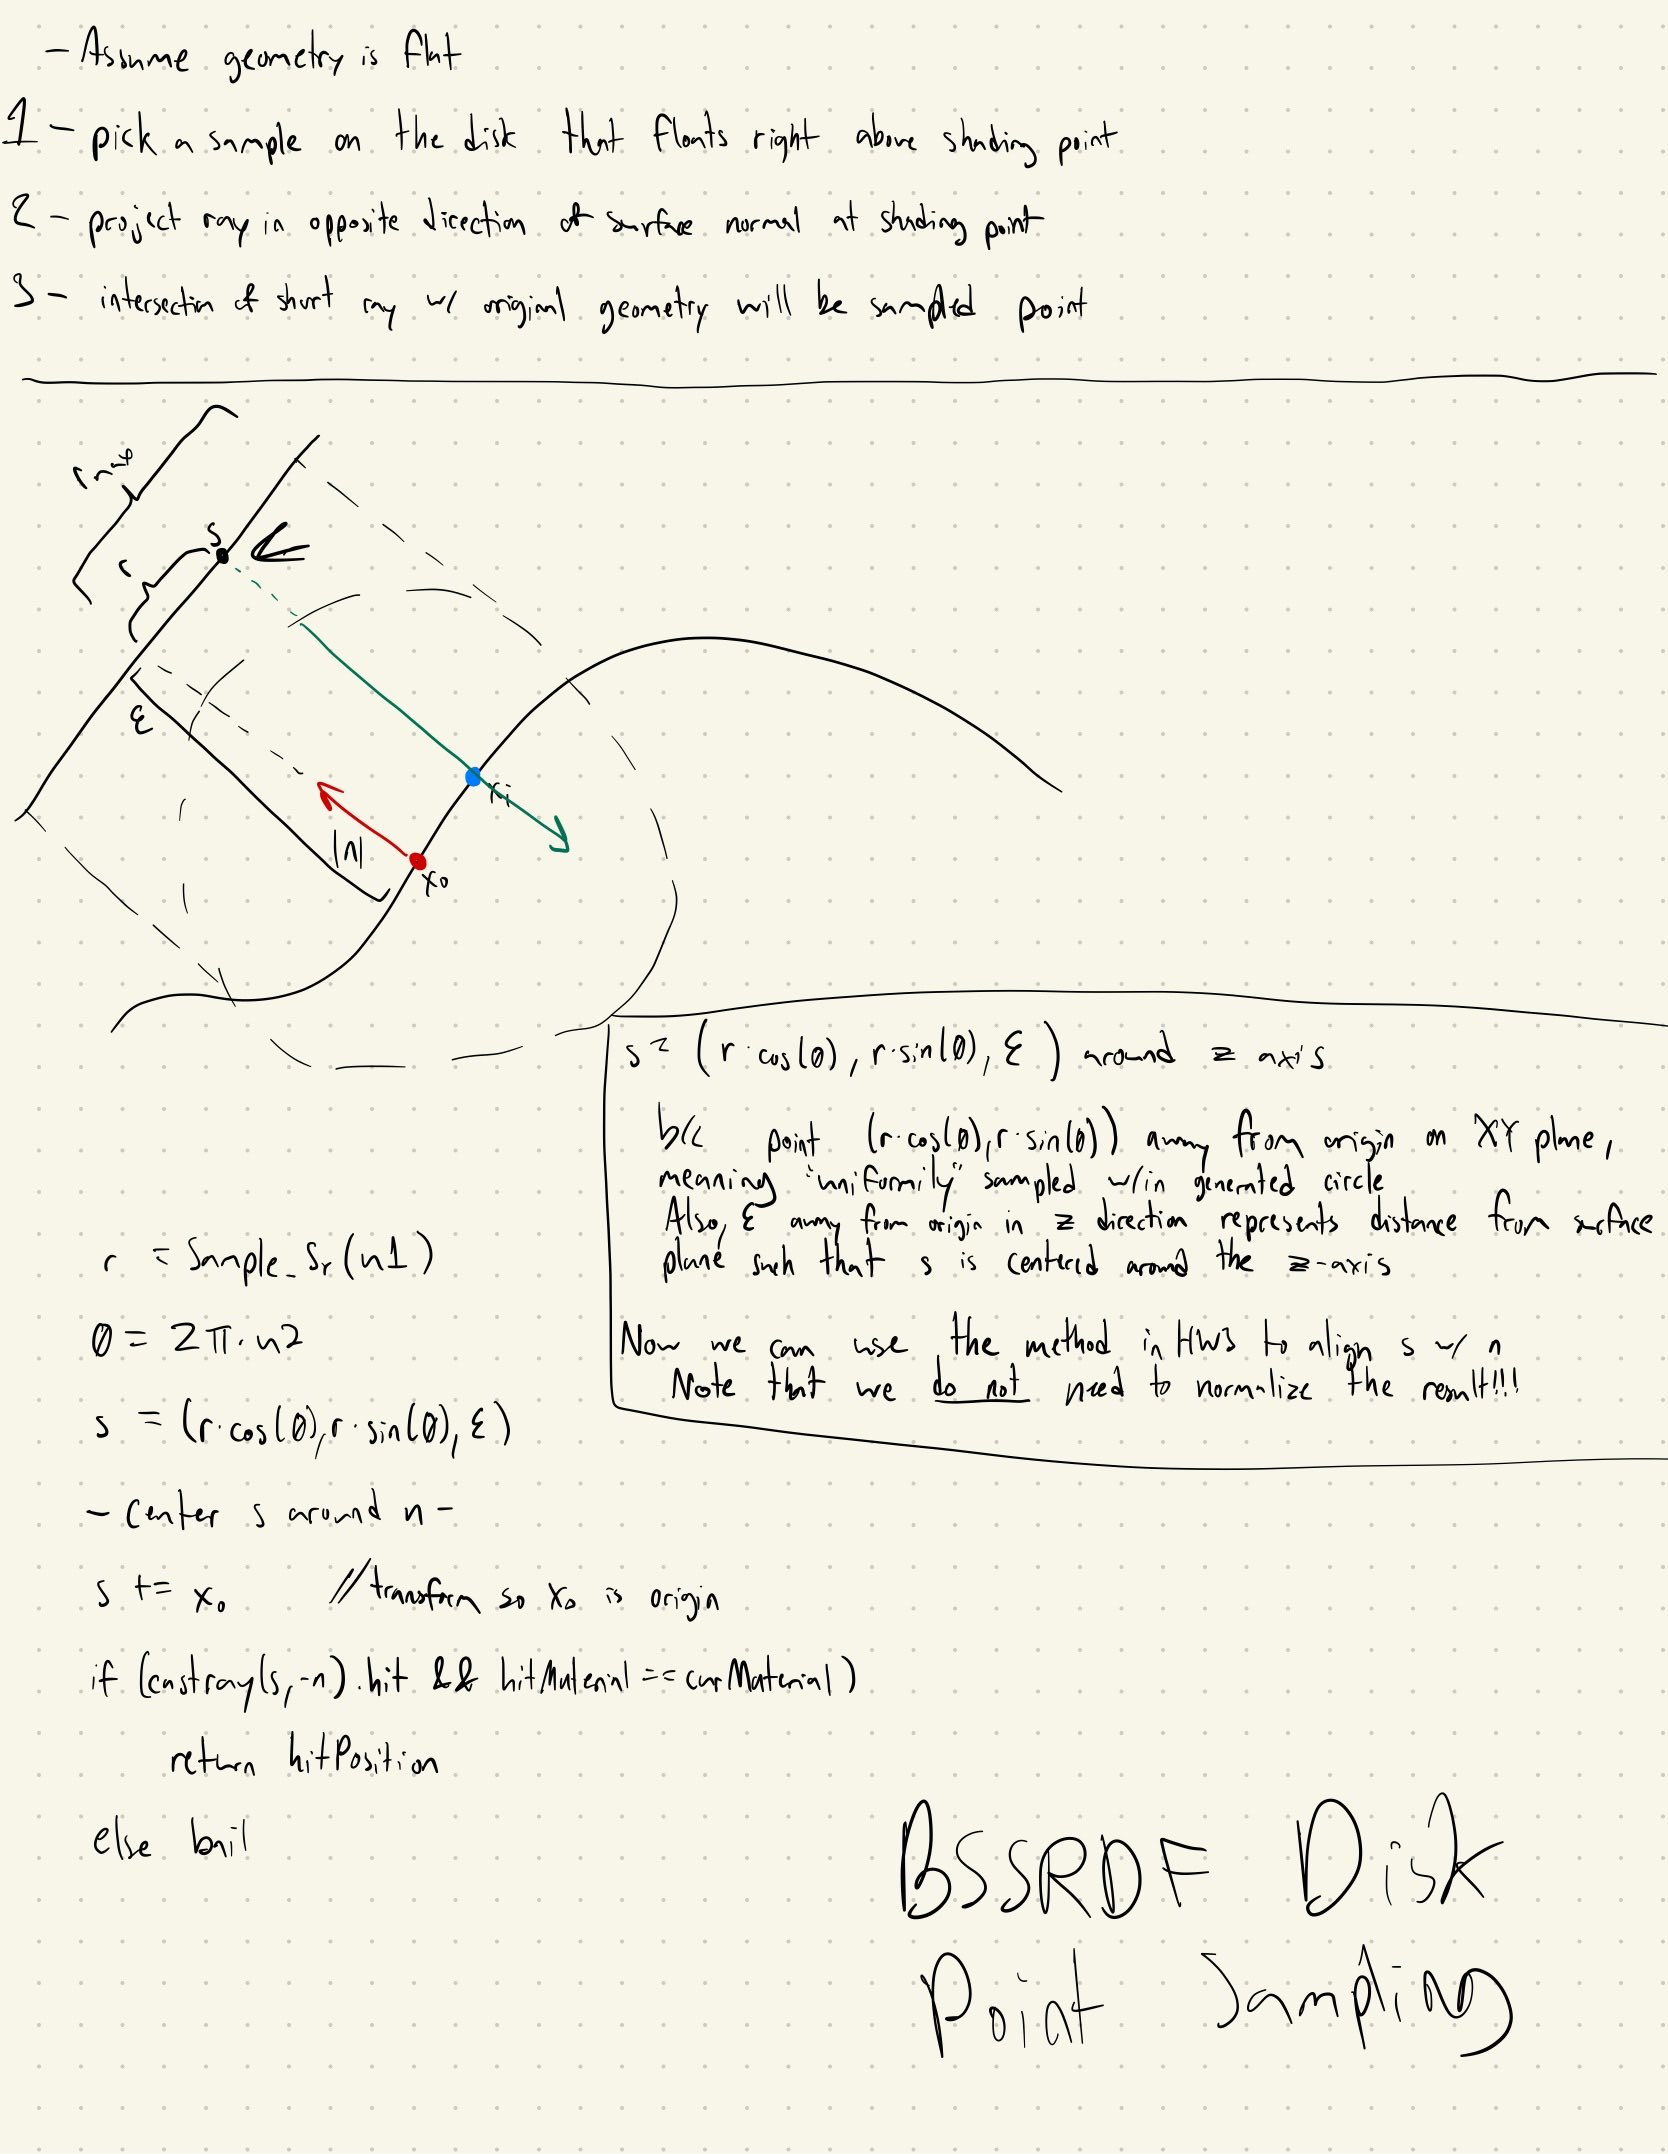 - Assume geometry is flat
1 - pick a sample on the disk that floats right above shading point
2 - project ray in opposite direction of surface normal at shading point
3 - intersection of short ray w/ original geometry will be sampled point
rmax
s
r
ε
|n|
xi
xo
s = (r·cos(Ø), r·sin(Ø), ε) around z axis
b/c point (r·cos(Ø), r·sin(Ø)) away from origin on XY plane,
meaning "uniformily" sampled w/in generated circle
Also, ε away from origin in z direction represents distance from surface
plane such that s is centered around the z-axis
Now we can use the method in HW3 to align s w/ n
Note that we do not need to normalize the result!!!
r = Sample_Sr(u1)
Ø = 2π·u2
s = (r·cos(Ø), r·sin(Ø), ε)
- Center s around n -
s += xo //transform so xo is origin
if (castray(s, -n).hit && hitMaterial == curMaterial)
return hitPosition
else bail
BSSRDF Disk
Point Sampling